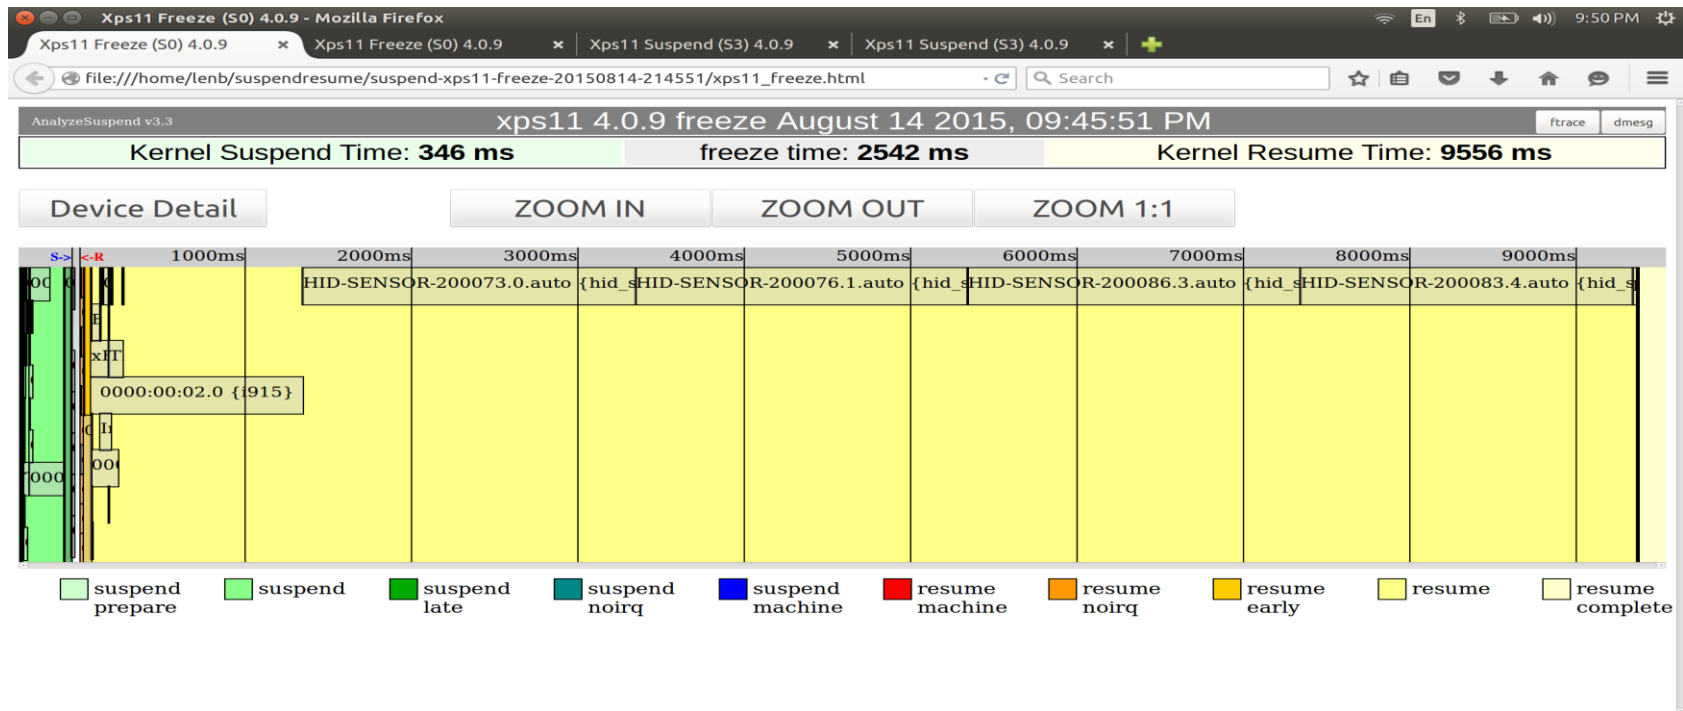 Xps11 Freeze (S0) 4.0.9 - Mozilla Firefox
En
9:50 PM
Xps11 Freeze (S0) 4.0.9 Xps11 Freeze (S0) 4.0.9 Xps11 Suspend (S3) 4.0.9 Xps11 Suspend (S3) 4.0.9
file:///home/lenb/suspendresume/suspend-xps11-freeze-20150814-214551/xps11_freeze.html Search
AnalyzeSuspend v3.3 xps11 4.0.9 freeze August 14 2015, 09:45:51 PM ftrace dmesg
Kernel Suspend Time: 346 ms freeze time: 2542 ms Kernel Resume Time: 9556 ms
Device Detail ZOOM IN ZOOM OUT ZOOM 1:1
S-> <-R 1000ms 2000ms 3000ms 4000ms 5000ms 6000ms 7000ms 8000ms 9000ms
HID-SENSOR-200073.0.auto {hid_s HID-SENSOR-200076.1.auto {hid_s HID-SENSOR-200086.3.auto {hid_s HID-SENSOR-200083.4.auto {hid_s
0000:00:02.0 {i915}
suspend prepare
suspend
suspend late
suspend noirq
suspend machine
resume machine
resume noirq
resume early
resume
resume complete